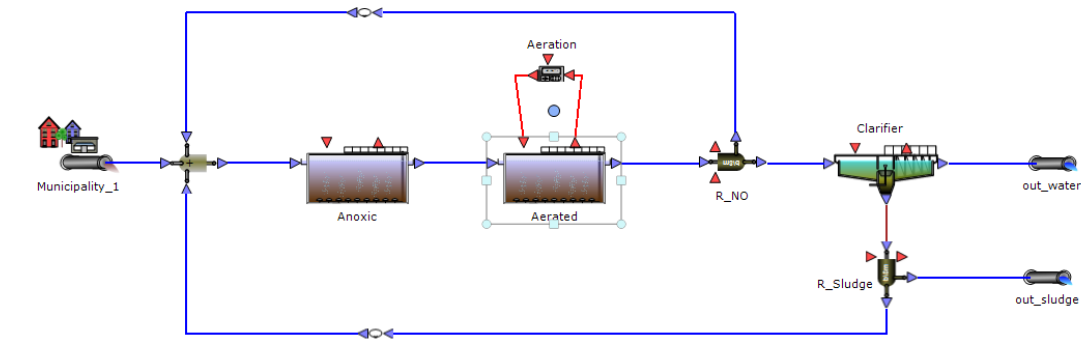 Aeration
Clarifier
Municipality_1
Anoxic
Aerated
R_NO
out_water
R_Sludge
out_sludge